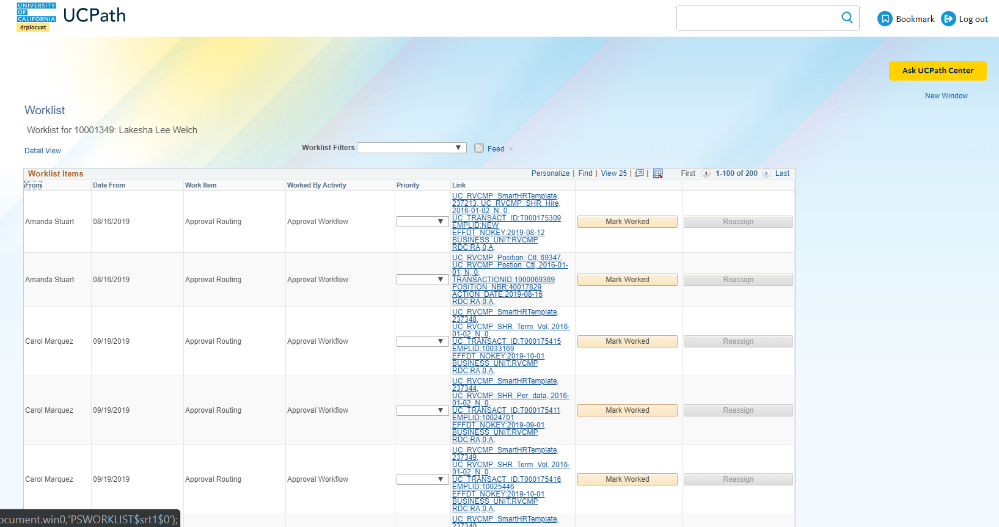 UNIVERSITY
OF
CALIFORNIA
drplocuat
UCPath
Bookmark
Log out
Ask UCPath Center
New Window
Worklist
Worklist for 10001349: Lakesha Lee Welch
Detail View
Worklist Filters
Feed
Worklist Items
Personalize | Find | View 25 | | First 1-100 of 200 Last
From Date From Work Item Worked By Activity Priority Link
Amanda Stuart 08/16/2019 Approval Routing Approval Workflow
UC_RVCMP_SmartHRTemplate,
237213, UC_RVCMP_SHR_Hire,
2016-01-02, N, 0,
UC_TRANSACT_ID:T000175309
EMPLID:NEW
EFFDT_NOKEY:2019-08-12
BUSINESS_UNIT:RVCMP
RDC:RA,0,A,
Mark Worked Reassign
Amanda Stuart 08/16/2019 Approval Routing Approval Workflow
UC_RVCMP_Position_Ctl, 69347,
UC_RVCMP_Postion_Ctl, 2016-01-
01, N, 0,
TRANSACTIONID:1000069369
POSITION_NBR:40017829
ACTION_DATE:2019-08-16
RDC:RA,0,A,
Mark Worked Reassign
Carol Marquez 09/19/2019 Approval Routing Approval Workflow
UC_RVCMP_SmartHRTemplate,
237348,
UC_RVCMP_SHR_Term_Vol, 2016-
01-02, N, 0,
UC_TRANSACT_ID:T000175415
EMPLID:10033169
EFFDT_NOKEY:2019-10-01
BUSINESS_UNIT:RVCMP
RDC:RA,0,A,
Mark Worked Reassign
Carol Marquez 09/19/2019 Approval Routing Approval Workflow
UC_RVCMP_SmartHRTemplate,
237344,
UC_RVCMP_SHR_Per_data, 2016-
01-02, N, 0,
UC_TRANSACT_ID:T000175411
EMPLID:10024701
EFFDT_NOKEY:2019-09-01
BUSINESS_UNIT:RVCMP
RDC:RA,0,A,
Mark Worked Reassign
Carol Marquez 09/19/2019 Approval Routing Approval Workflow
UC_RVCMP_SmartHRTemplate,
237349,
UC_RVCMP_SHR_Term_Vol, 2016-
01-02, N, 0,
UC_TRANSACT_ID:T000175416
EMPLID:10025446
EFFDT_NOKEY:2019-10-01
BUSINESS_UNIT:RVCMP
RDC:RA,0,A,
Mark Worked Reassign
UC_RVCMP_SmartHRTemplate,
237340,
ocument.win0,'PSWORKLIST$srt1$0');